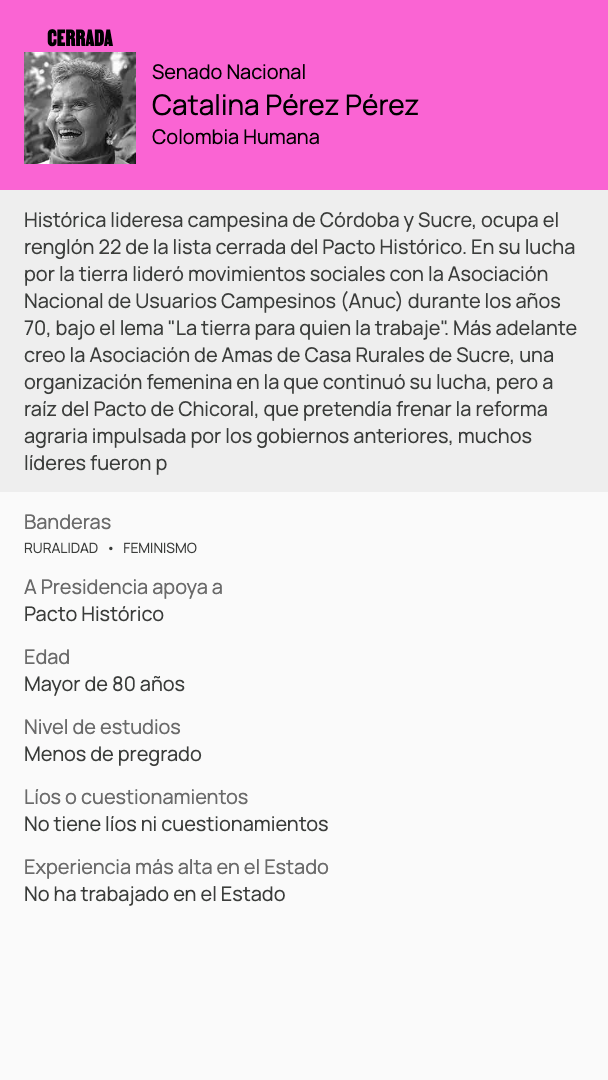 CERRADA
Senado Nacional
Catalina Pérez Pérez
Colombia Humana
Histórica lideresa campesina de Córdoba y Sucre, ocupa el
renglón 22 de la lista cerrada del Pacto Histórico. En su lucha
por la tierra lideró movimientos sociales con la Asociación
Nacional de Usuarios Campesinos (Anuc) durante los años
70, bajo el lema "La tierra para quien la trabaje". Más adelante
creo la Asociación de Amas de Casa Rurales de Sucre, una
organización femenina en la que continuó su lucha, pero a
raíz del Pacto de Chicoral, que pretendía frenar la reforma
agraria impulsada por los gobiernos anteriores, muchos
líderes fueron p
Banderas
RURALIDAD • FEMINISMO
A Presidencia apoya a
Pacto Histórico
Edad
Mayor de 80 años
Nivel de estudios
Menos de pregrado
Líos o cuestionamientos
No tiene líos ni cuestionamientos
Experiencia más alta en el Estado
No ha trabajado en el Estado